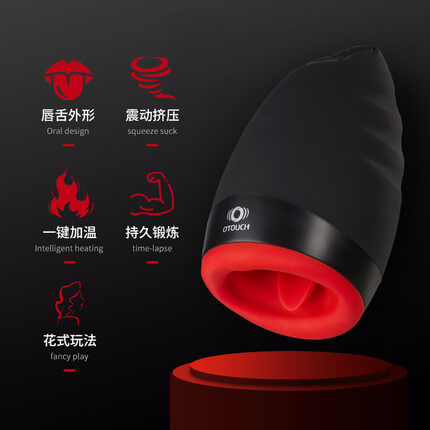 唇舌外形
Oral design
震动挤压
squeeze suck
一键加温
Intelligent heating
持久锻炼
time-lapse
花式玩法
fancy play
OTOUCH